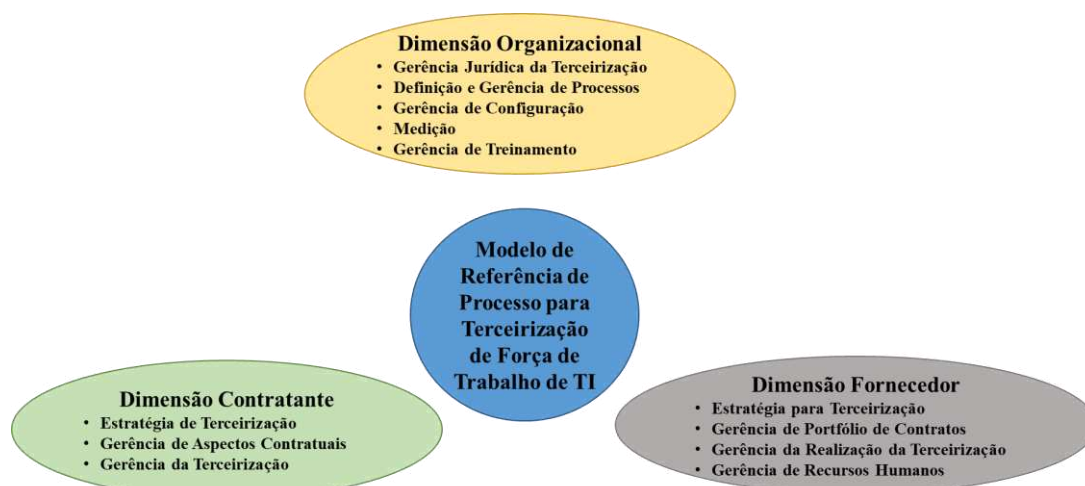 Dimensão Organizacional
• Gerência Jurídica da Terceirização
• Definição e Gerência de Processos
• Gerência de Configuração
• Medição
• Gerência de Treinamento
Modelo de
Referência de
Processo para
Terceirização
de Força de
Trabalho de TI
Dimensão Contratante
• Estratégia de Terceirização
• Gerência de Aspectos Contratuais
• Gerência da Terceirização
Dimensão Fornecedor
• Estratégia para Terceirização
• Gerência de Portfólio de Contratos
• Gerência da Realização da Terceirização
• Gerência de Recursos Humanos